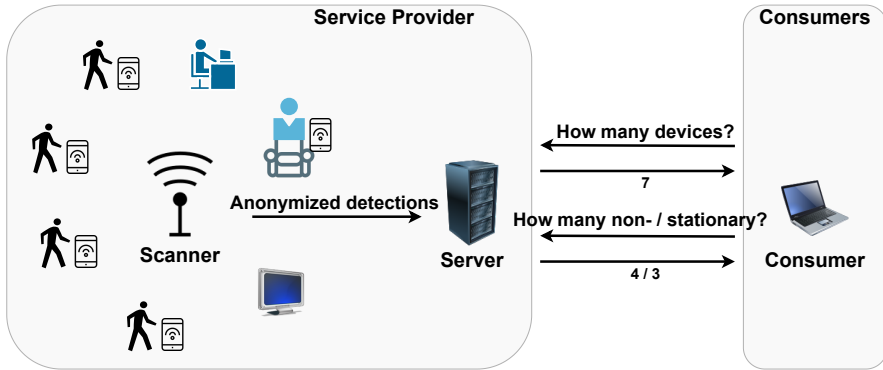 Service Provider
Consumers
How many devices?
7
Anonymized detections
How many non- / stationary?
Scanner
Server
4 / 3
Consumer